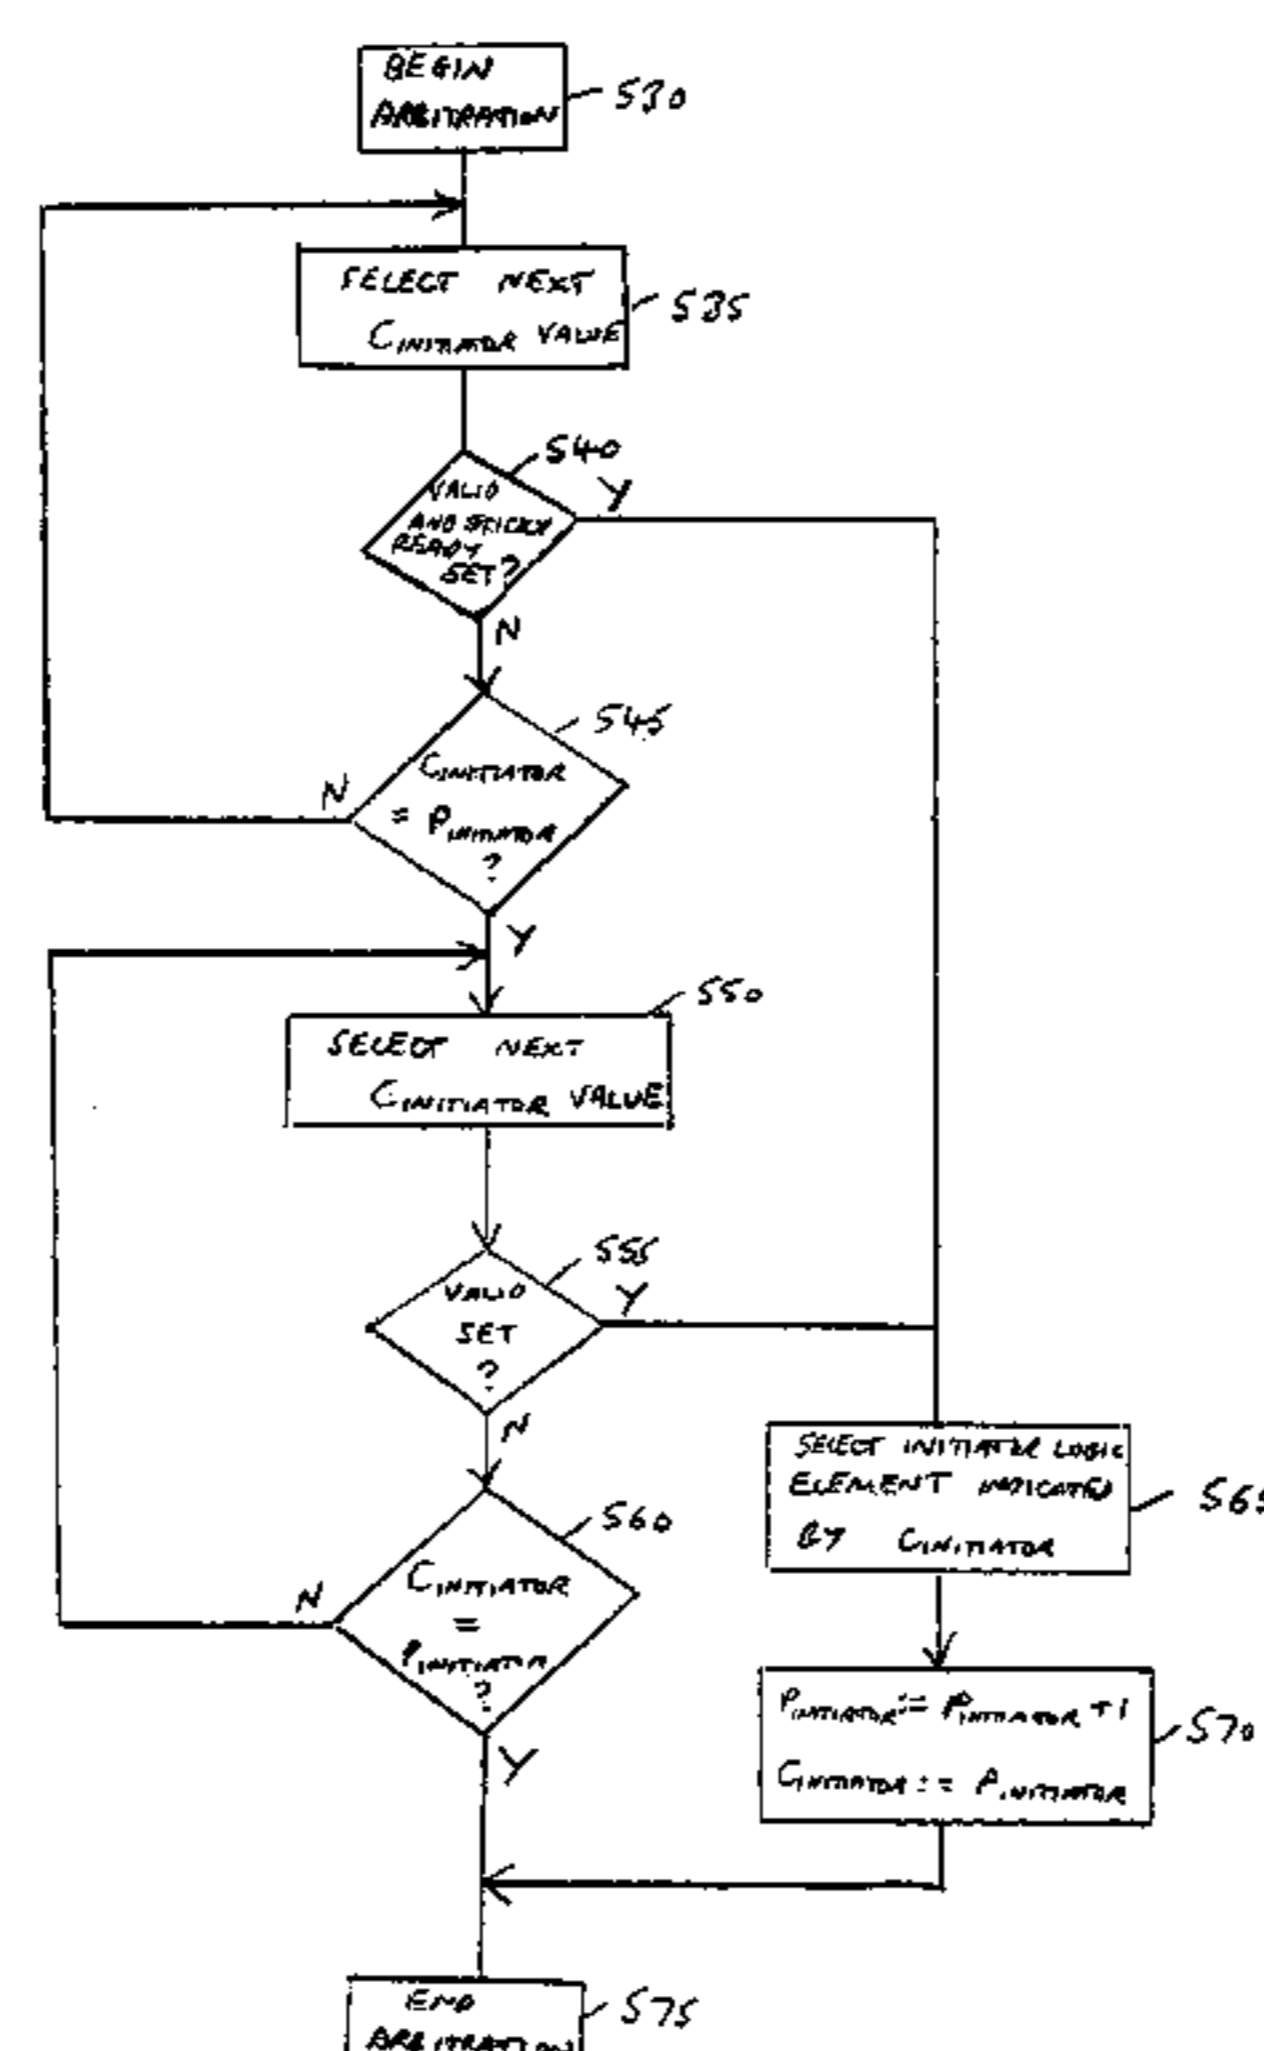 BEGIN
ARBITRATION
530
SELECT NEXT
CINITIATOR VALUE
535
540
Y
VALID
AND STICKY
READY
SET?
N
545
CINITIATOR
= PINITIATOR
?
N
Y
550
SELECT NEXT
CINITIATOR VALUE
555
Y
VALID
SET
?
N
SELECT INITIATOR LOGIC
ELEMENT INDICATED
BY CINITIATOR
565
560
CINITIATOR
=
PINITIATOR
?
N
Y
PINITIATOR := PINITIATOR +1
CINITIATOR := PINITIATOR
570
END
ARBITRATION
575